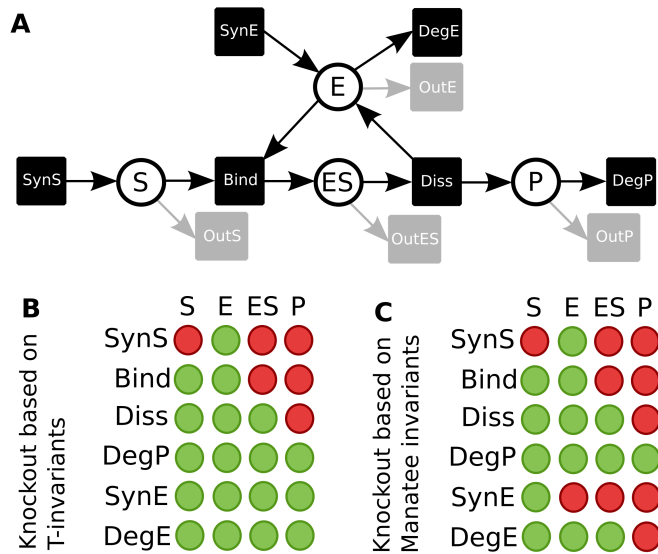 A
SynE
DegE
E
OutE
SynS
S
Bind
ES
Diss
P
DegP
OutS
OutES
OutP
B
S E ES P
Knockout based on
T-invariants
SynS
Bind
Diss
DegP
SynE
DegE
C
S E ES P
Knockout based on
Manatee invariants
SynS
Bind
Diss
DegP
SynE
DegE